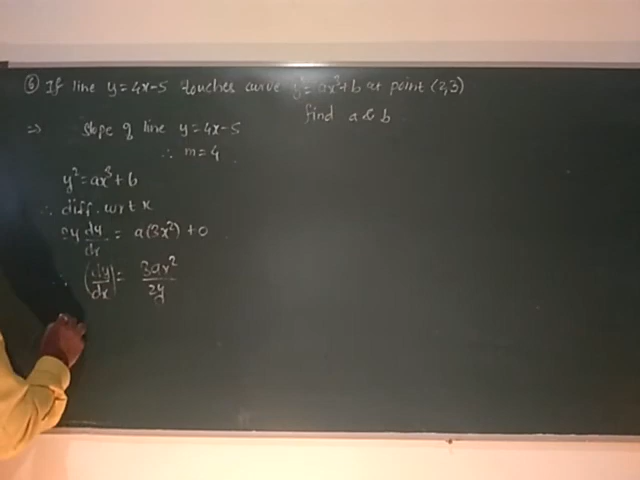 ⑥ If line y=4x-5 touches curve y²=ax³+b at point (2,3)
find a & b
⇒ slope of line y=4x-5
∴ m=4
y²=ax³+b
∴ diff. wrt x
2y dy/dx = a(3x²)+0
(dy/dx) = 3ax²/2y